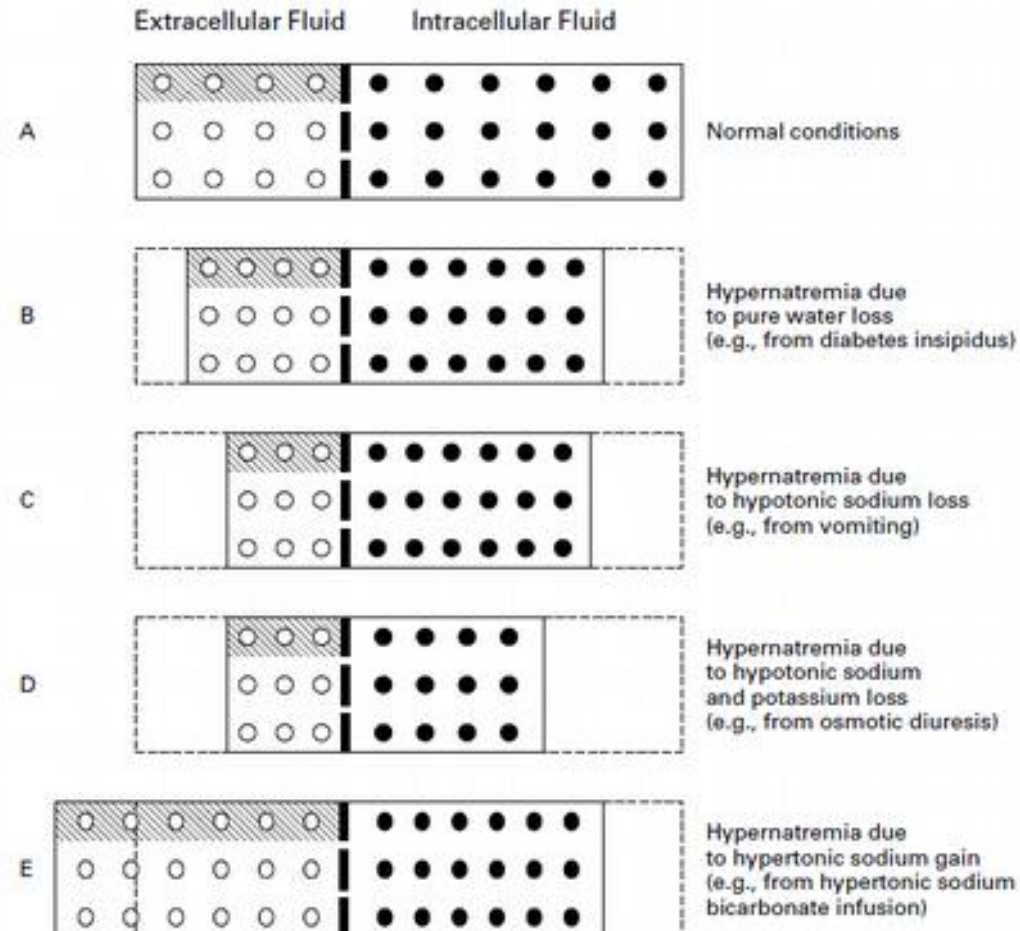 Extracellular Fluid Intracellular Fluid
A
Normal conditions
B
Hypernatremia due
to pure water loss
(e.g., from diabetes insipidus)
C
Hypernatremia due
to hypotonic sodium loss
(e.g., from vomiting)
D
Hypernatremia due
to hypotonic sodium
and potassium loss
(e.g., from osmotic diuresis)
E
Hypernatremia due
to hypertonic sodium gain
(e.g., from hypertonic sodium
bicarbonate infusion)